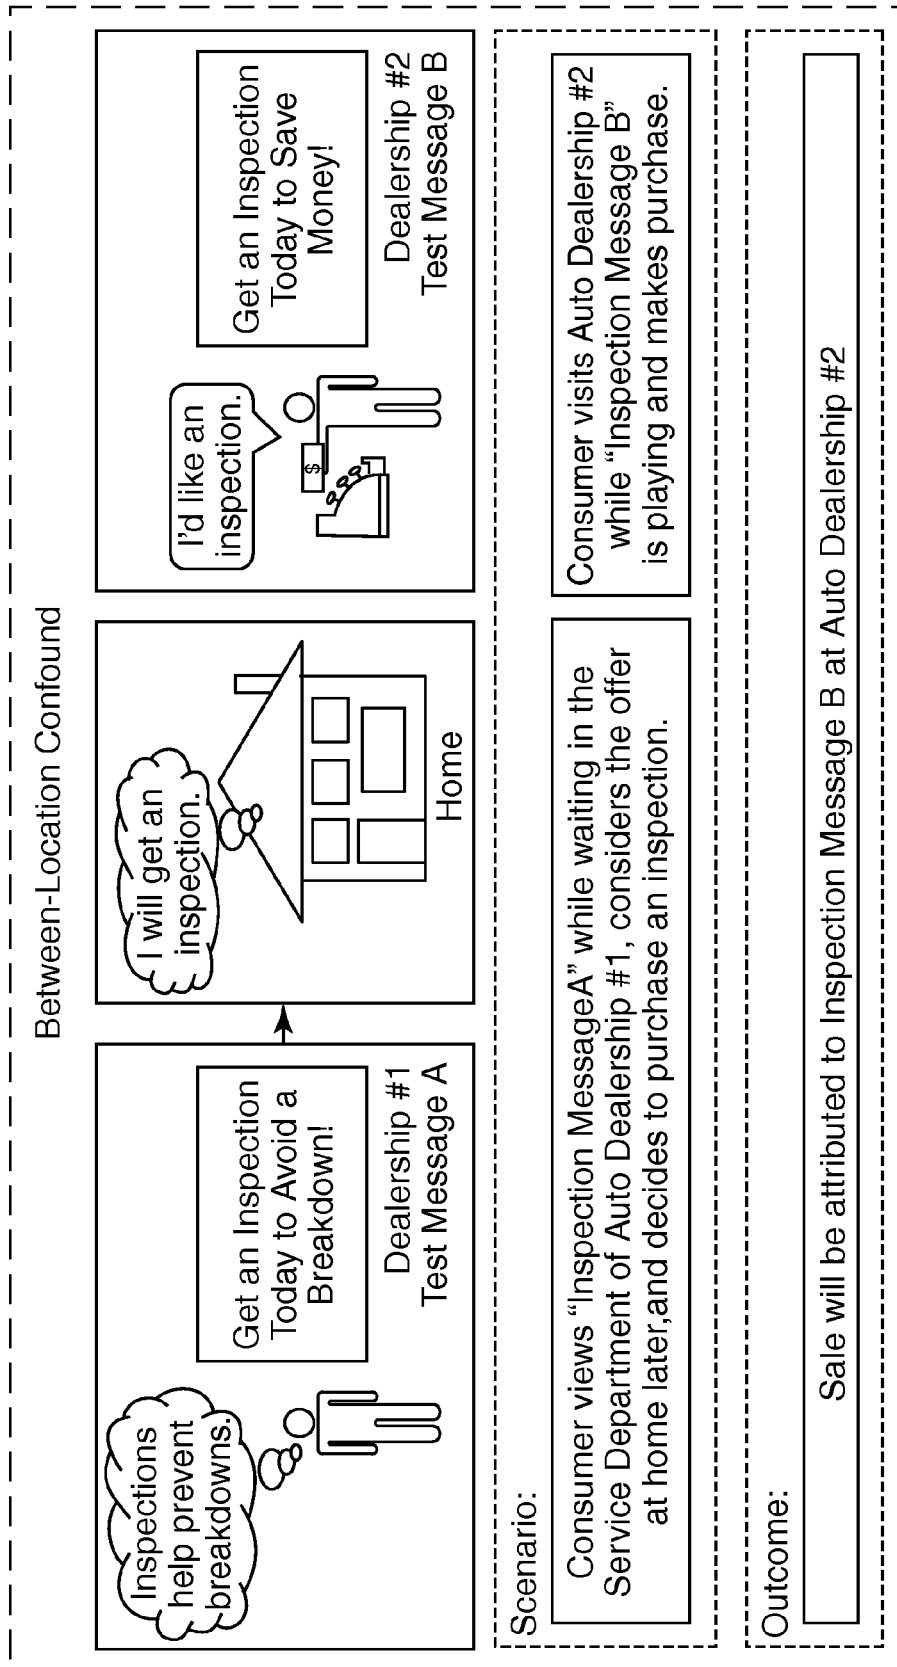 Between-Location Confound
Inspections
help prevent
breakdowns.
Get an Inspection
Today to Avoid a
Breakdown!
Dealership #1
Test Message A
I will get an
inspection.
Home
I'd like an
inspection.
$
Get an Inspection
Today to Save
Money!
Dealership #2
Test Message B
Scenario:
Consumer views “Inspection MessageA” while waiting in the
Service Department of Auto Dealership #1, considers the offer
at home later,and decides to purchase an inspection.
Consumer visits Auto Dealership #2
while “Inspection Message B”
is playing and makes purchase.
Outcome:
Sale will be attributed to Inspection Message B at Auto Dealership #2